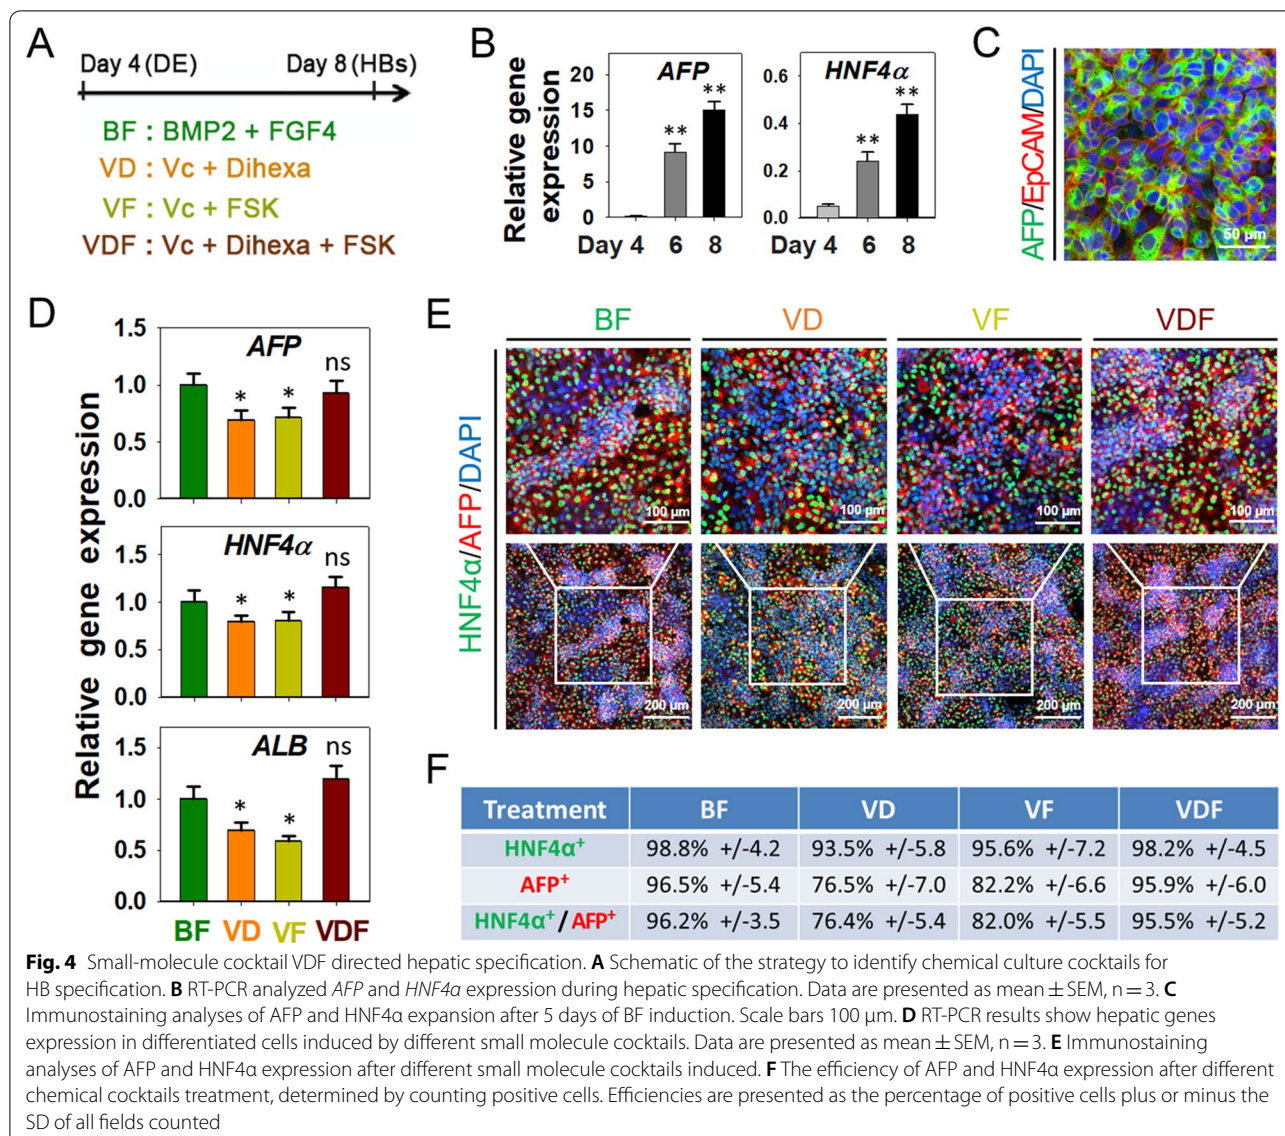 A
Day 4 (DE) Day 8 (HBs)
BF : BMP2 + FGF4
VD : Vc + Dihexa
VF : Vc + FSK
VDF : Vc + Dihexa + FSK
B
Relative gene expression
AFP
20
15
10
5
0
**
**
Day 4 6 8
HNF4α
0.6
0.4
0.2
0.0
**
**
Day 4 6 8
C
AFP/EpCAM/DAPI
50 µm
D
Relative gene expression
AFP
1.5
1.0
0.5
0.0
* * ns
HNF4α
1.5
1.0
0.5
0.0
* * ns
ALB
1.5
1.0
0.5
0.0
* * ns
BF VD VF VDF
E
BF VD VF VDF
HNF4α/AFP/DAPI
100 µm 100 µm 100 µm 100 µm
200 µm 200 µm 200 µm 200 µm
F
Treatment BF VD VF VDF
HNF4α⁺ 98.8% +/-4.2 93.5% +/-5.8 95.6% +/-7.2 98.2% +/-4.5
AFP⁺ 96.5% +/-5.4 76.5% +/-7.0 82.2% +/-6.6 95.9% +/-6.0
HNF4α⁺/AFP⁺ 96.2% +/-3.5 76.4% +/-5.4 82.0% +/-5.5 95.5% +/-5.2
Fig. 4 Small-molecule cocktail VDF directed hepatic specification. A Schematic of the strategy to identify chemical culture cocktails for
HB specification. B RT-PCR analyzed AFP and HNF4α expression during hepatic specification. Data are presented as mean ± SEM, n = 3. C
Immunostaining analyses of AFP and HNF4α expansion after 5 days of BF induction. Scale bars 100 μm. D RT-PCR results show hepatic genes
expression in differentiated cells induced by different small molecule cocktails. Data are presented as mean ± SEM, n = 3. E Immunostaining
analyses of AFP and HNF4α expression after different small molecule cocktails induced. F The efficiency of AFP and HNF4α expression after different
chemical cocktails treatment, determined by counting positive cells. Efficiencies are presented as the percentage of positive cells plus or minus the
SD of all fields counted